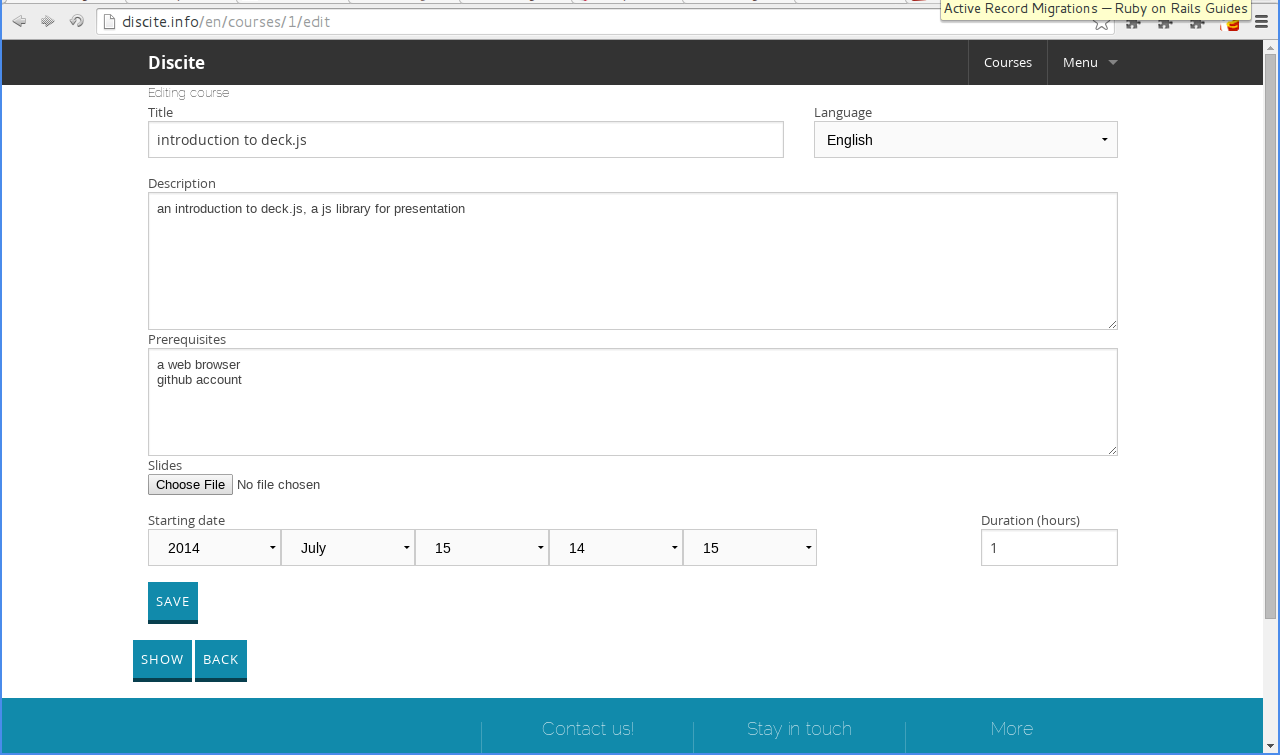 Active Record Migrations — Ruby on Rails Guides
discite.info/en/courses/1/edit
Discite
Courses
Menu
Editing course
Title
Language
introduction to deck.js
English
Description
an introduction to deck.js, a js library for presentation
Prerequisites
a web browser
github account
Slides
Choose File No file chosen
Starting date
Duration (hours)
2014 July 15 14 15
1
SAVE
SHOW BACK
Contact us!
Stay in touch
More